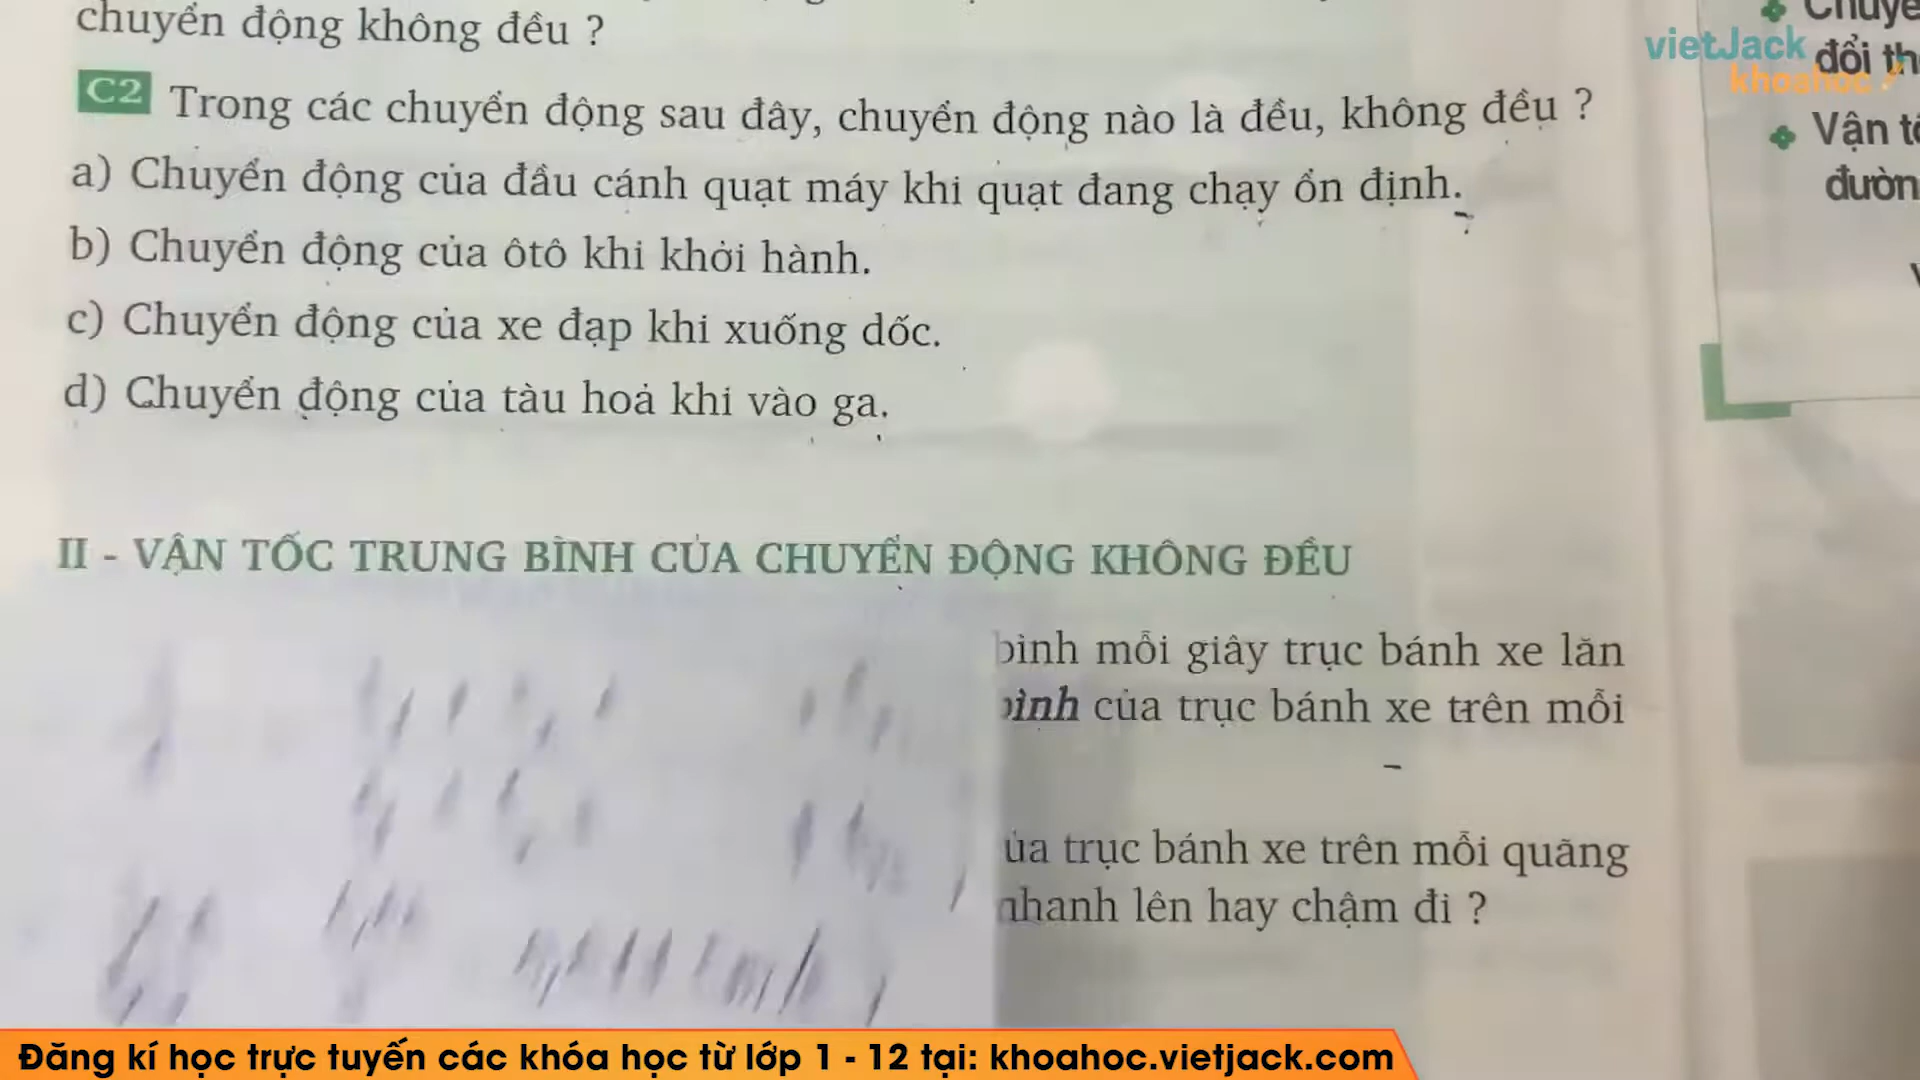 chuyển động không đều ?
C2 Trong các chuyển động sau đây, chuyển động nào là đều, không đều ?
a) Chuyển động của đầu cánh quạt máy khi quạt đang chạy ổn định.
b) Chuyển động của ôtô khi khởi hành.
c) Chuyển động của xe đạp khi xuống dốc.
d) Chuyển động của tàu hoả khi vào ga.
II - VẬN TỐC TRUNG BÌNH CỦA CHUYỂN ĐỘNG KHÔNG ĐỀU
mỗi giây trục bánh xe lăn
của trục bánh xe trên mỗi
trục bánh xe trên mỗi quãng
nhanh lên hay chậm đi ?
vietJack
khoahoc
đổi
Vận
Đăng kí học trực tuyến các khóa học từ lớp 1 - 12 tại: khoahoc.vietjack.com